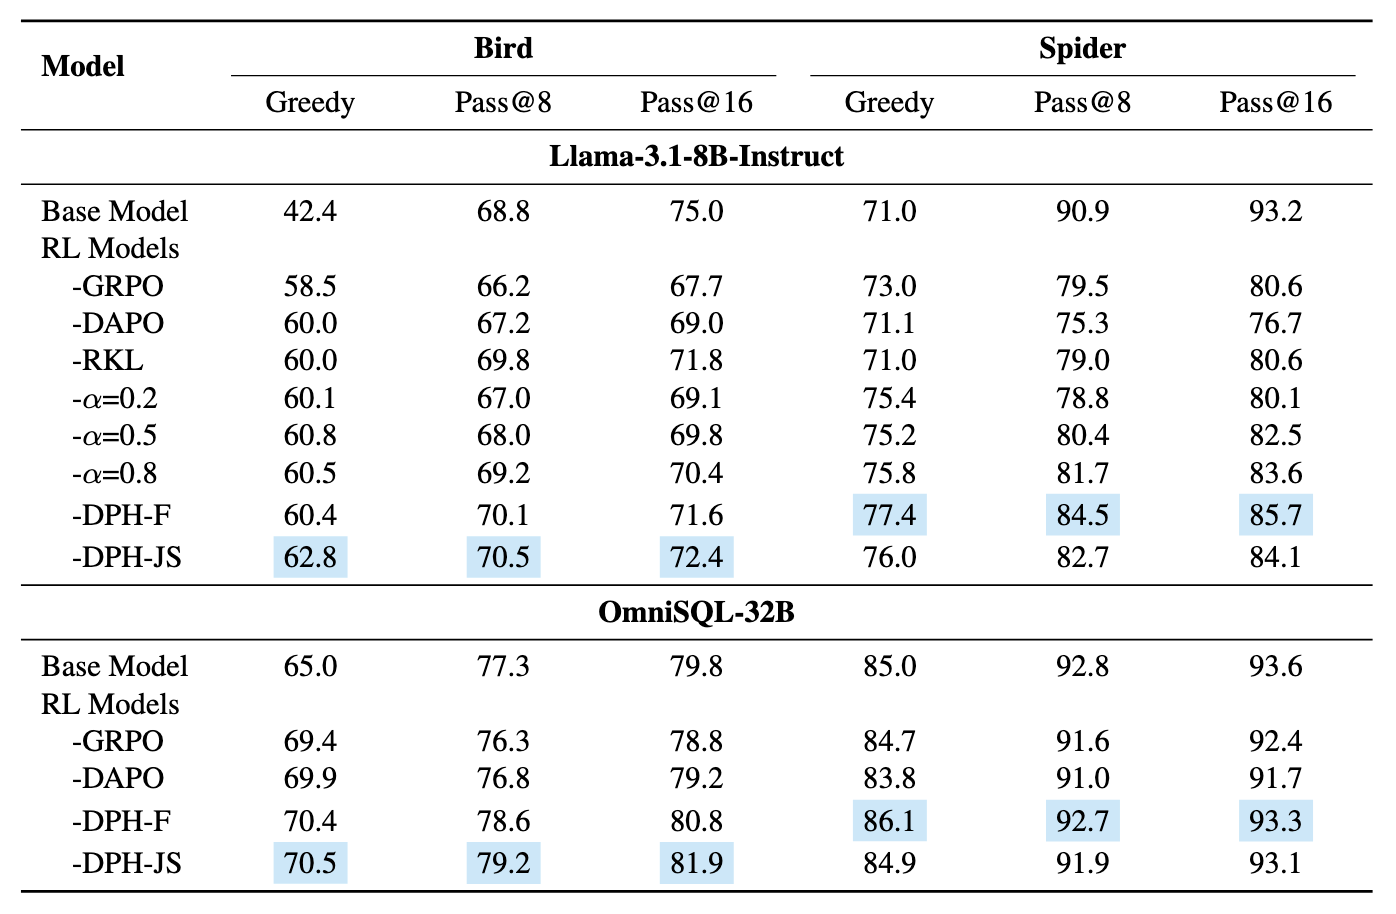 Model Bird Spider
Greedy Pass@8 Pass@16 Greedy Pass@8 Pass@16
Llama-3.1-8B-Instruct
Base Model 42.4 68.8 75.0 71.0 90.9 93.2
RL Models
-GRPO 58.5 66.2 67.7 73.0 79.5 80.6
-DAPO 60.0 67.2 69.0 71.1 75.3 76.7
-RKL 60.0 69.8 71.8 71.0 79.0 80.6
-α=0.2 60.1 67.0 69.1 75.4 78.8 80.1
-α=0.5 60.8 68.0 69.8 75.2 80.4 82.5
-α=0.8 60.5 69.2 70.4 75.8 81.7 83.6
-DPH-F 60.4 70.1 71.6 77.4 84.5 85.7
-DPH-JS 62.8 70.5 72.4 76.0 82.7 84.1
OmniSQL-32B
Base Model 65.0 77.3 79.8 85.0 92.8 93.6
RL Models
-GRPO 69.4 76.3 78.8 84.7 91.6 92.4
-DAPO 69.9 76.8 79.2 83.8 91.0 91.7
-DPH-F 70.4 78.6 80.8 86.1 92.7 93.3
-DPH-JS 70.5 79.2 81.9 84.9 91.9 93.1